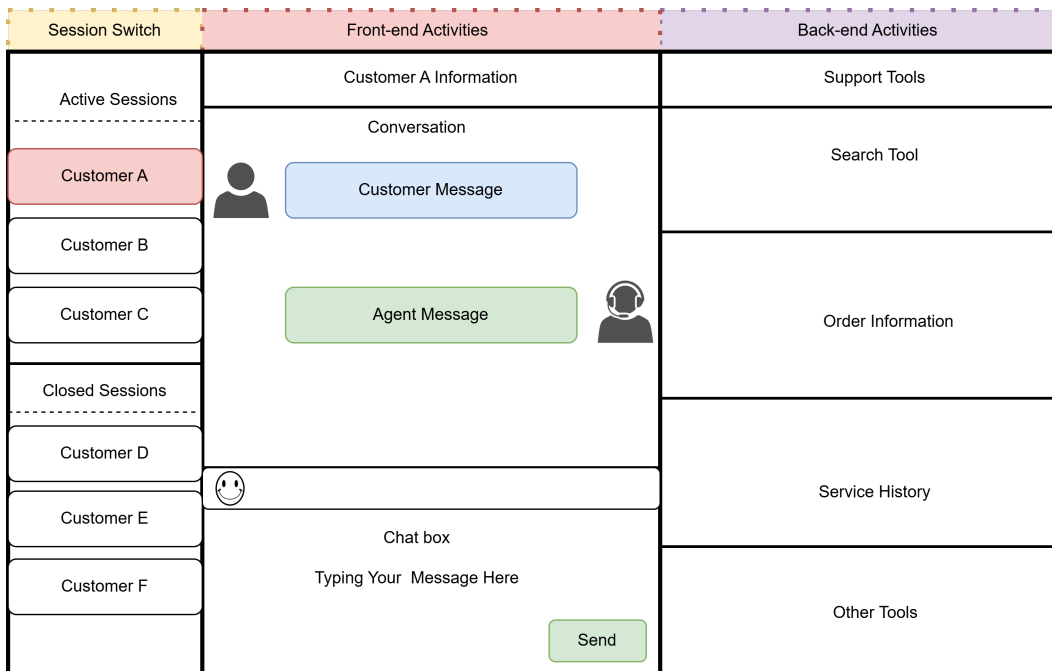 Session Switch
Front-end Activities
Back-end Activities
Active Sessions
Customer A
Customer B
Customer C
Closed Sessions
Customer D
Customer E
Customer F
Customer A Information
Conversation
Customer Message
Agent Message
Chat box
Typing Your  Message Here
Send
Support Tools
Search Tool
Order Information
Service History
Other Tools